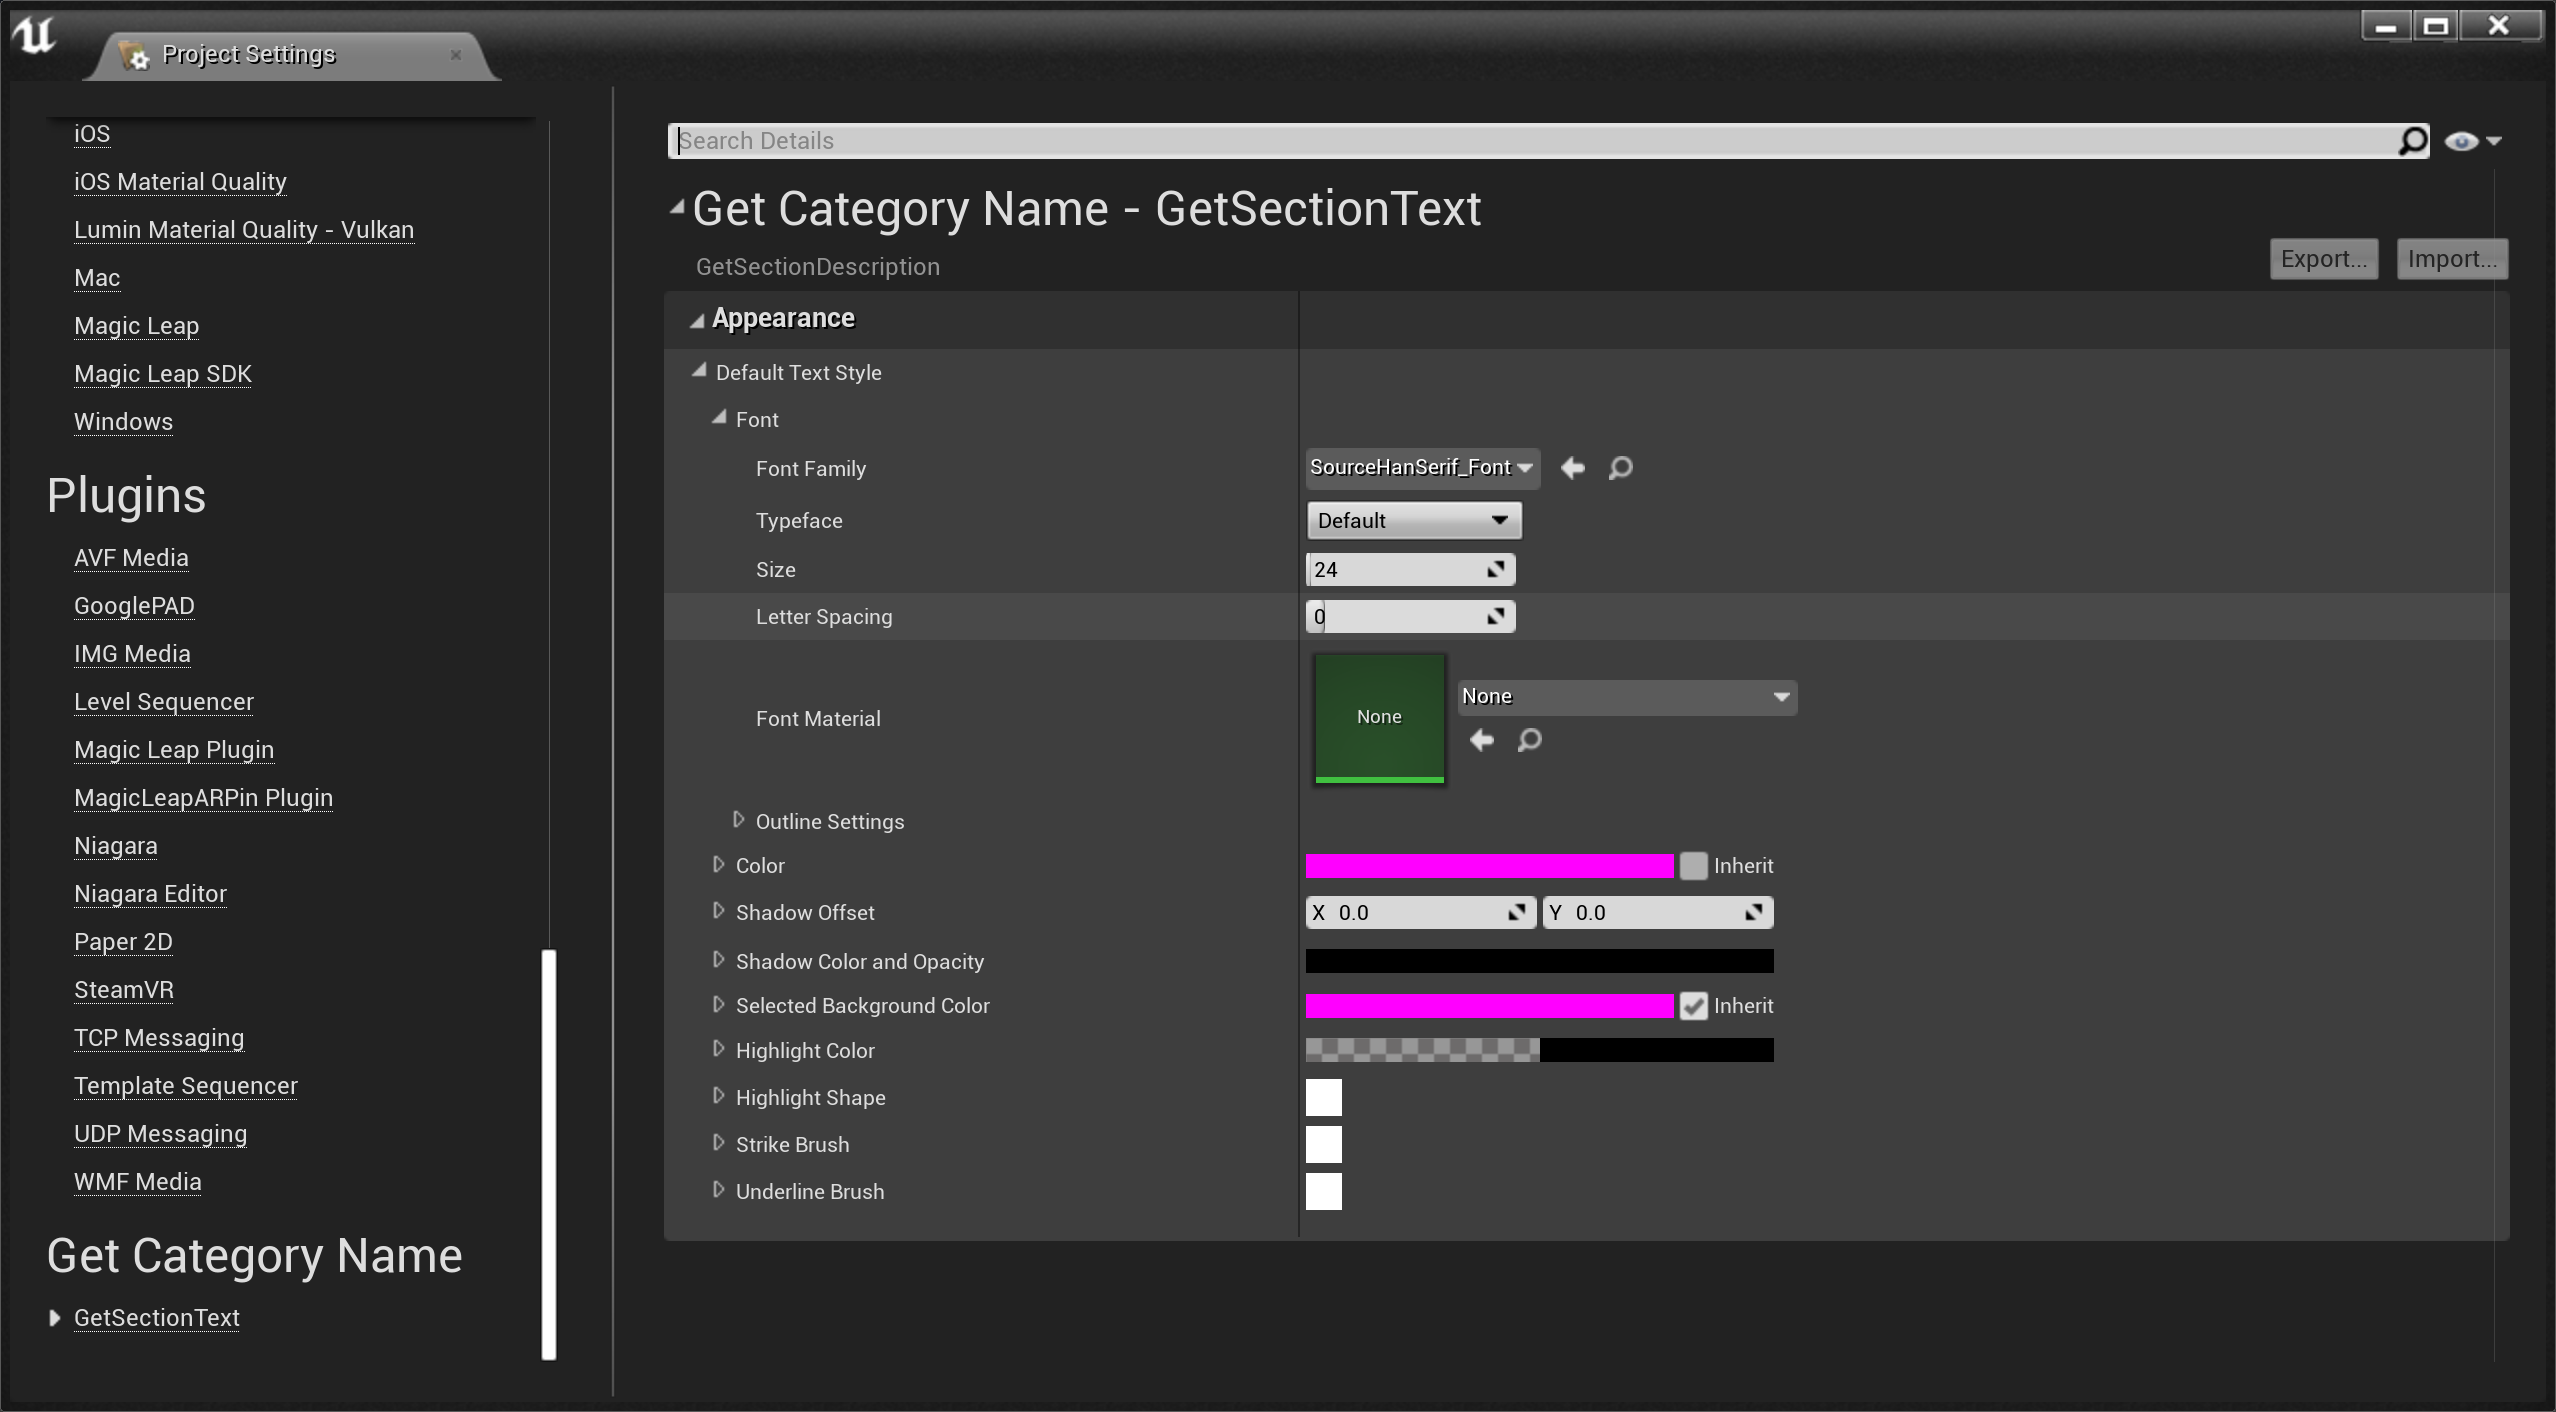 Project Settings
iOS
iOS Material Quality
Lumin Material Quality - Vulkan
Mac
Magic Leap
Magic Leap SDK
Windows
Plugins
AVF Media
GooglePAD
IMG Media
Level Sequencer
Magic Leap Plugin
MagicLeapARPin Plugin
Niagara
Niagara Editor
Paper 2D
SteamVR
TCP Messaging
Template Sequencer
UDP Messaging
WMF Media
Get Category Name
GetSectionText
Search Details
Get Category Name - GetSectionText
GetSectionDescription
Export...
Import...
Appearance
Default Text Style
Font
Font Family
SourceHanSerif_Font
Typeface
Default
Size
24
Letter Spacing
0
Font Material
None
None
Outline Settings
Color
Inherit
Shadow Offset
X 0.0
Y 0.0
Shadow Color and Opacity
Selected Background Color
Inherit
Highlight Color
Highlight Shape
Strike Brush
Underline Brush